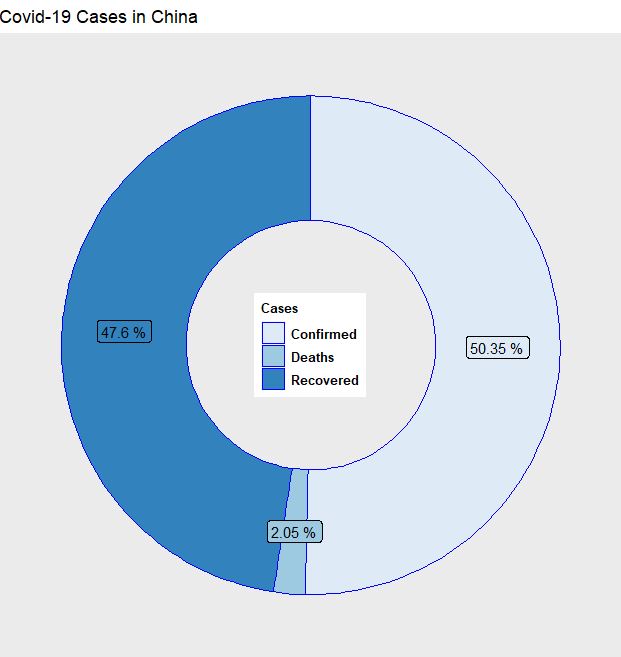 Covid-19 Cases in China
47.6 %
Cases
Confirmed
Deaths
Recovered
50.35 %
2.05 %